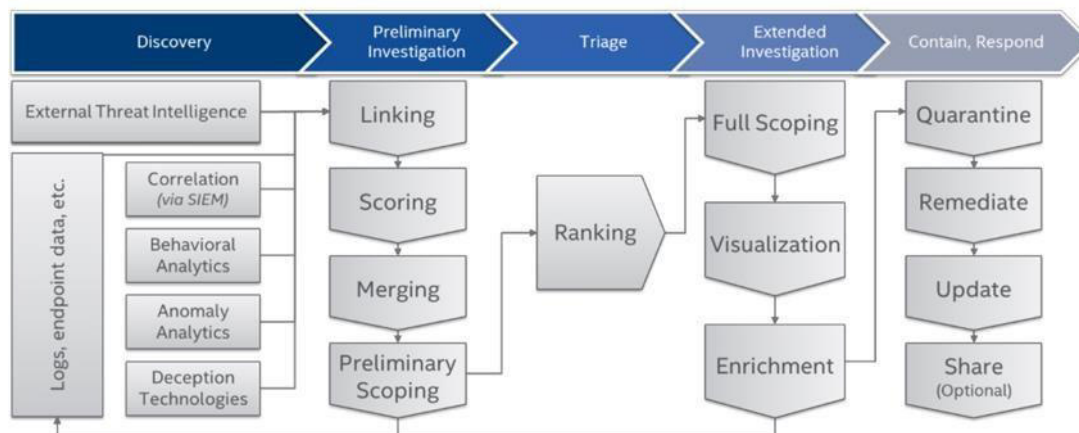 Discovery
Preliminary
Investigation
Triage
Extended
Investigation
Contain, Respond
External Threat Intelligence
Logs, endpoint data, etc.
Correlation
(via SIEM)
Behavioral
Analytics
Anomaly
Analytics
Deception
Technologies
Linking
Scoring
Merging
Preliminary
Scoping
Ranking
Full Scoping
Visualization
Enrichment
Quarantine
Remediate
Update
Share
(Optional)